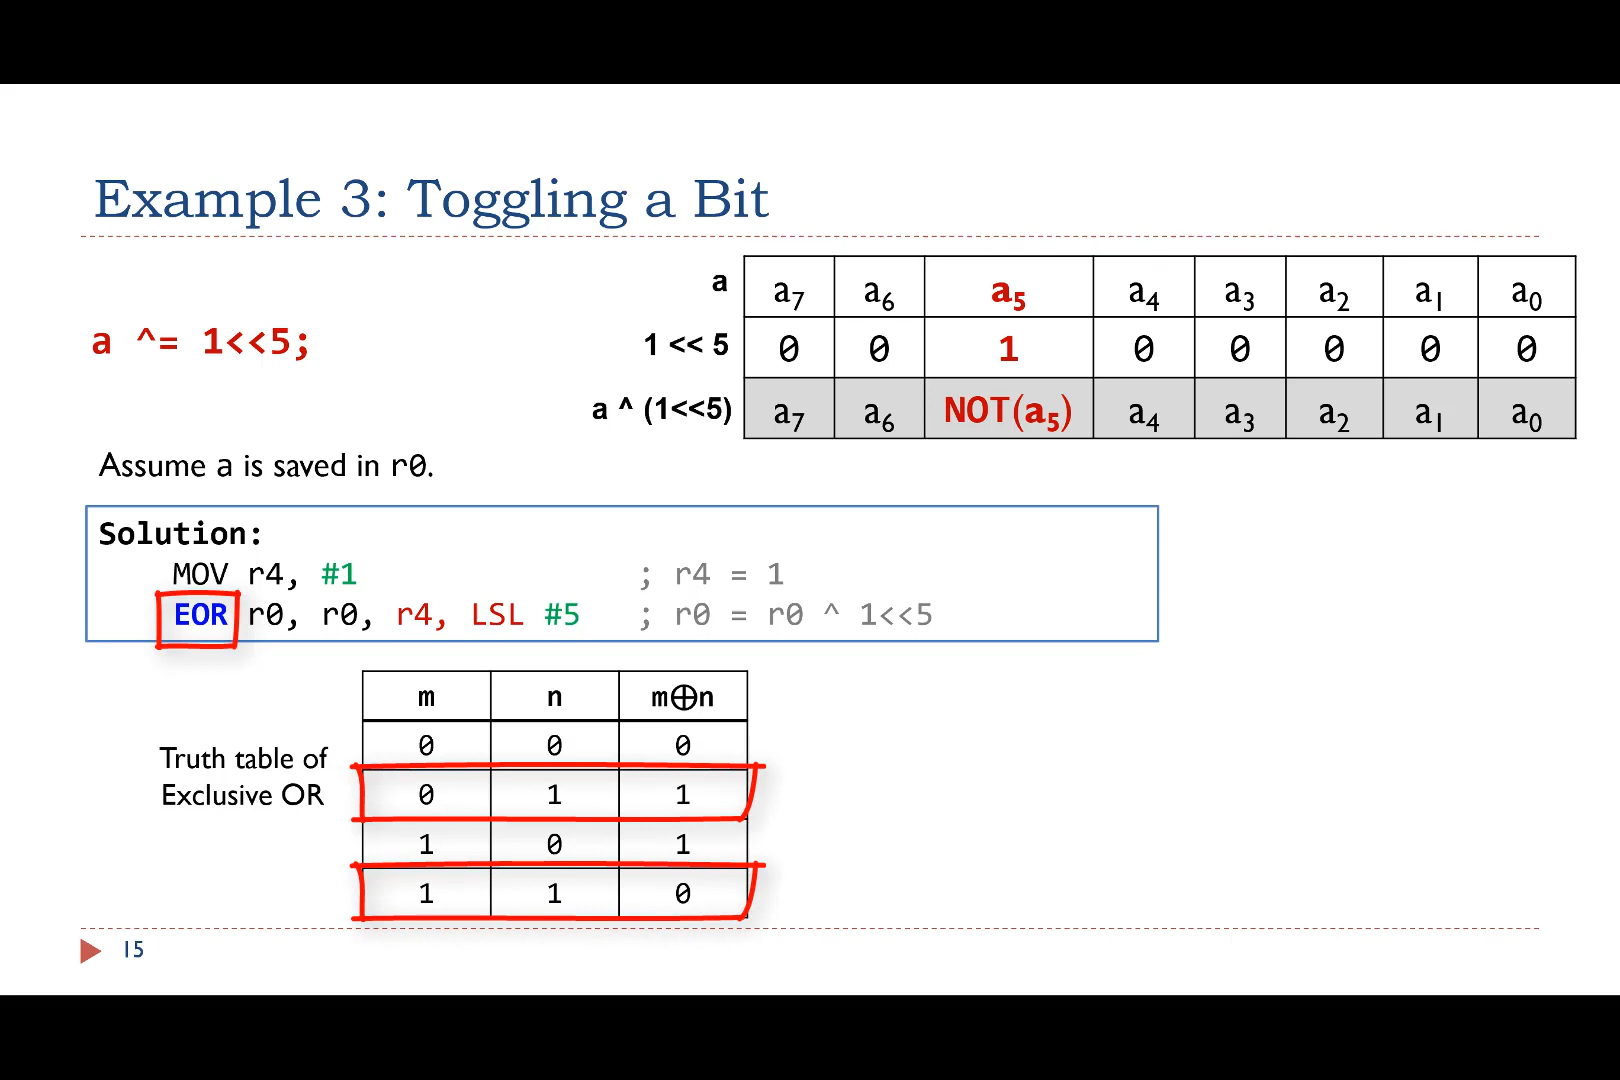 Example 3: Toggling a Bit
a ^= 1<<5;
a a₇ a₆ a₅ a₄ a₃ a₂ a₁ a₀
1 << 5 0 0 1 0 0 0 0 0
a ^ (1<<5) a₇ a₆ NOT(a₅) a₄ a₃ a₂ a₁ a₀
Assume a is saved in r0.
Solution:
MOV r4, #1 ; r4 = 1
EOR r0, r0, r4, LSL #5 ; r0 = r0 ^ 1<<5
Truth table of
Exclusive OR
m n m⊕n
0 0 0
0 1 1
1 0 1
1 1 0
15